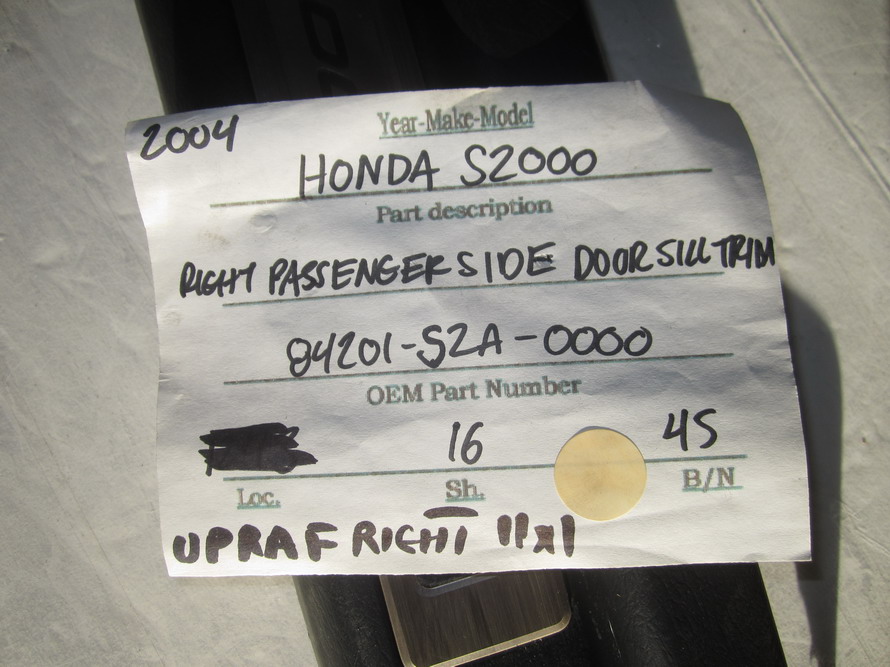 2004
Year-Make-Model
HONDA S2000
Part description
RIGHT PASSENGER SIDE DOOR SILL TRIM
84201-S2A-0000
OEM Part Number
16
45
Loc.
Sh.
B/N
UPRAF RIGHT